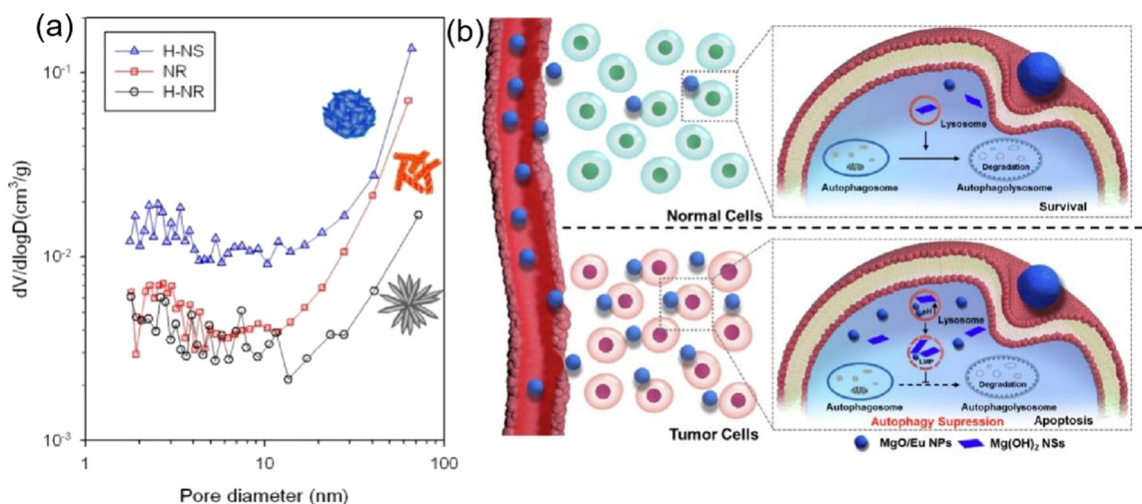 (a)
H-NS
NR
H-NR
10⁻¹
10⁻²
10⁻³
dV/dlogD(cm³/g)
1
10
100
Pore diameter (nm)
(b)
Normal Cells
Lysosome
Autophagosome
Degradation
Autophagolysosome
Survival
Tumor Cells
pH
Lysosome
LMP
Autophagosome
Degradation
Autophagolysosome
Autophagy Supression
Apoptosis
MgO/Eu NPs
Mg(OH)₂ NSs